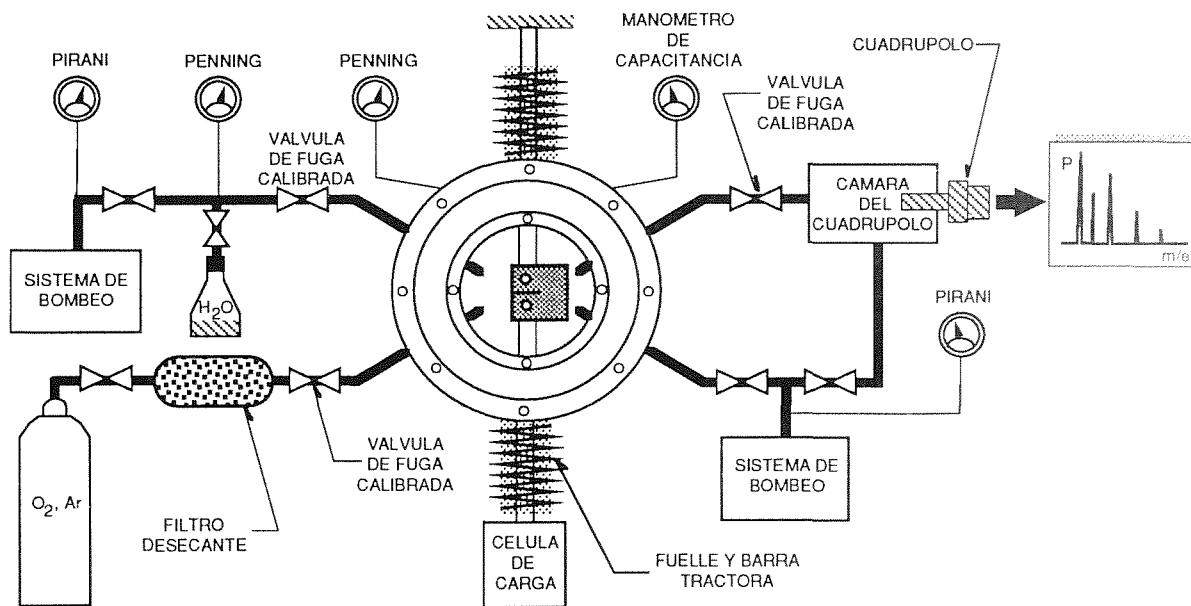 PIRANI
PENNING
PENNING
MANOMETRO
DE
CAPACITANCIA
CUADRUPOLO
VALVULA
DE FUGA
CALIBRADA
VALVULA
DE FUGA
CALIBRADA
P
m/e
CAMARA
DEL
CUADRUPOLO
SISTEMA DE
BOMBEO
H₂O
PIRANI
O₂, Ar
FILTRO
DESECANTE
VALVULA
DE FUGA
CALIBRADA
CELULA
DE
CARGA
FUELLE Y BARRA
TRACTORA
SISTEMA DE
BOMBEO